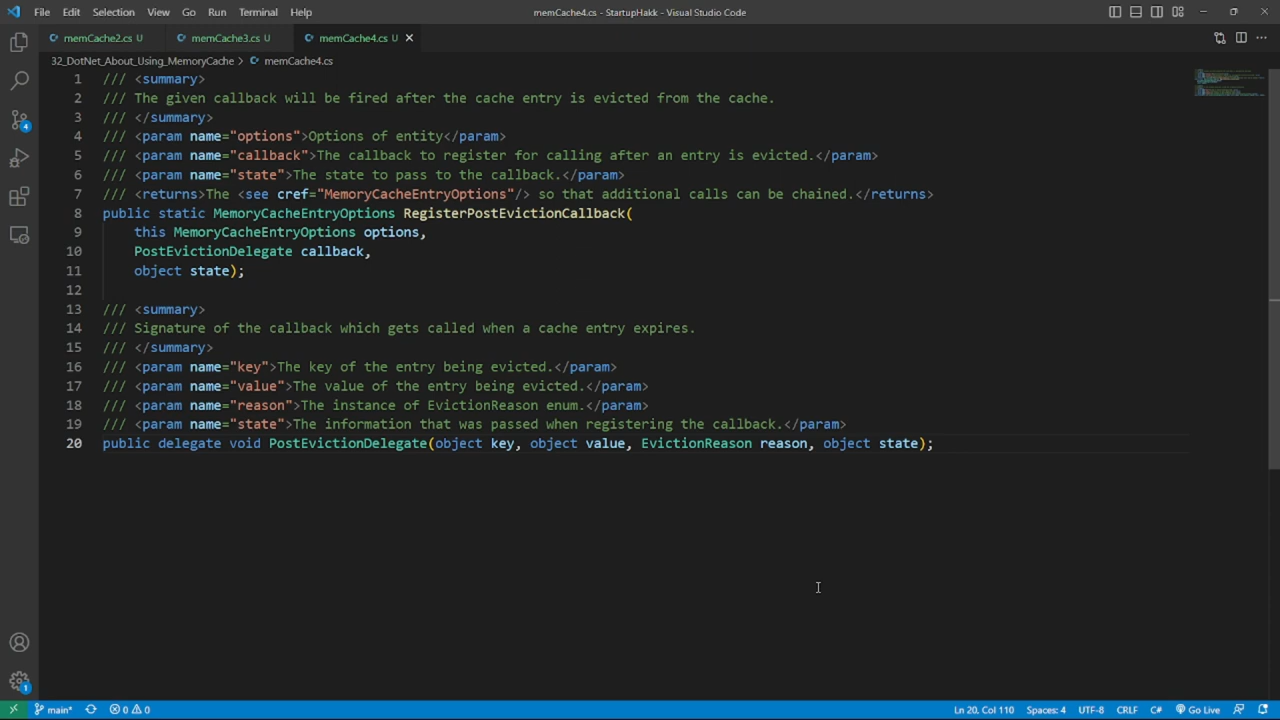 File Edit Selection View Go Run Terminal Help memCache4.cs - StartupHakk - Visual Studio Code
memCache2.cs U memCache3.cs U memCache4.cs U
32_DotNet_About_Using_MemoryCache > memCache4.cs
1 /// <summary>
2 /// The given callback will be fired after the cache entry is evicted from the cache.
3 /// </summary>
4 /// <param name="options">Options of entity</param>
5 /// <param name="callback">The callback to register for calling after an entry is evicted.</param>
6 /// <param name="state">The state to pass to the callback.</param>
7 /// <returns>The <see cref="MemoryCacheEntryOptions"/> so that additional calls can be chained.</returns>
8 public static MemoryCacheEntryOptions RegisterPostEvictionCallback(
9 this MemoryCacheEntryOptions options,
10 PostEvictionDelegate callback,
11 object state);
12
13 /// <summary>
14 /// Signature of the callback which gets called when a cache entry expires.
15 /// </summary>
16 /// <param name="key">The key of the entry being evicted.</param>
17 /// <param name="value">The value of the entry being evicted.</param>
18 /// <param name="reason">The instance of EvictionReason enum.</param>
19 /// <param name="state">The information that was passed when registering the callback.</param>
20 public delegate void PostEvictionDelegate(object key, object value, EvictionReason reason, object state);
4
1
main* 0 0 Ln 20, Col 110 Spaces: 4 UTF-8 CRLF C# Go Live